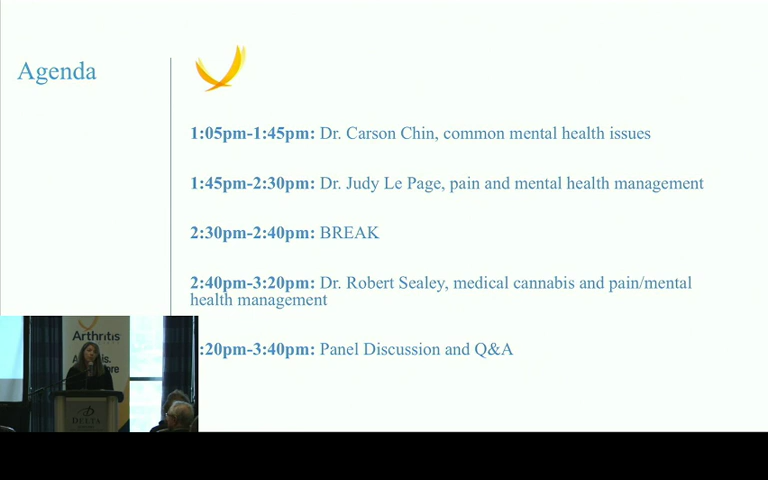 Agenda
1:05pm-1:45pm: Dr. Carson Chin, common mental health issues
1:45pm-2:30pm: Dr. Judy Le Page, pain and mental health management
2:30pm-2:40pm: BREAK
2:40pm-3:20pm: Dr. Robert Sealey, medical cannabis and pain/mental
health management
:20pm-3:40pm: Panel Discussion and Q&A
Arthritis
DELTA